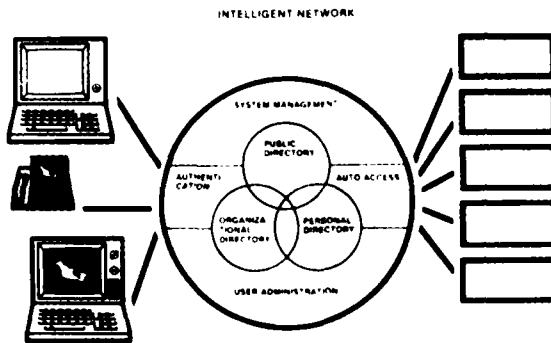 INTELLIGENT NETWORK
SYSTEM MANAGEMENT
PUBLIC
DIRECTORY
AUTHENTI
CATION
AUTO ACCESS
ORGANIZA
TIONAL
DIRECTORY
PERSONAL
DIRECTORY
USER ADMINISTRATION